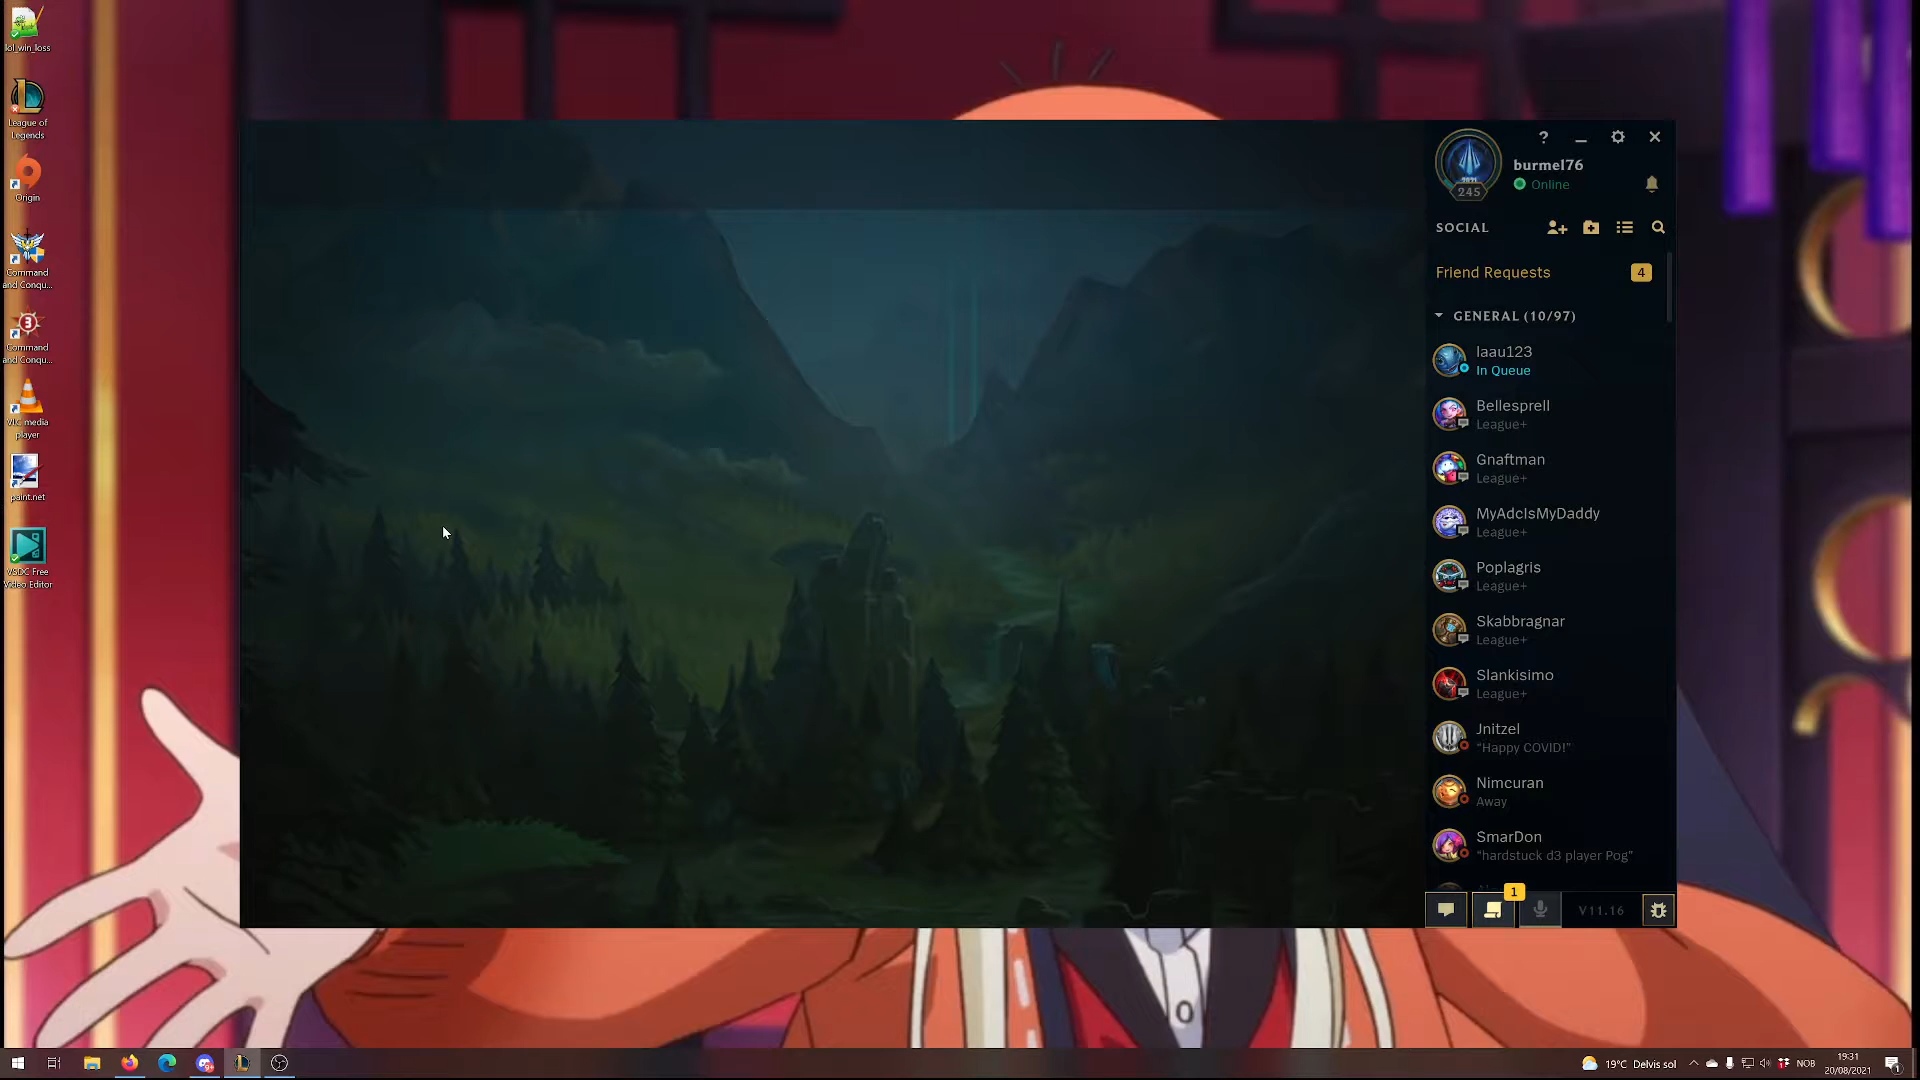 lol_win_loss
League of
Legends
Origin
Command
and Conqu...
3
Command
and Conqu...
VLC media
player
paint.net
VSDC Free
Video Editor
?
burmel76
2021
245
Online
SOCIAL
Friend Requests
4
GENERAL (10/97)
laau123
In Queue
Bellesprell
League+
Gnaftman
League+
MyAdcIsMyDaddy
League+
Poplagris
League+
Skabbragnar
League+
Slankisimo
League+
Jnitzel
“Happy COVID!”
Nimcuran
Away
SmarDon
“hardstuck d3 player Pog”
1
V11.16
19°C Delvis sol
NOB
19:31
20/08/2021
1